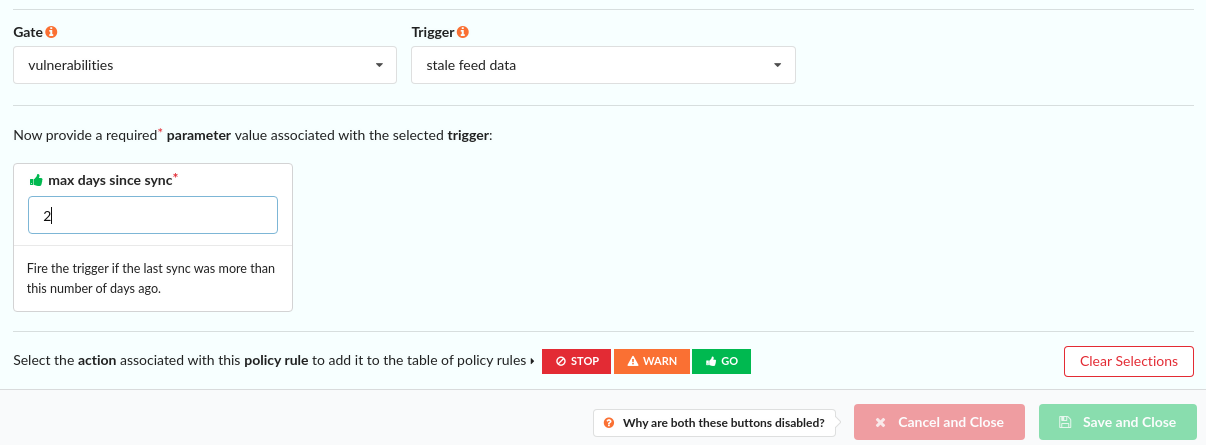 Gate Trigger
vulnerabilities stale feed data
Now provide a required* parameter value associated with the selected trigger:
max days since sync*
2
Fire the trigger if the last sync was more than
this number of days ago.
Select the action associated with this policy rule to add it to the table of policy rules STOP WARN GO Clear Selections
Why are both these buttons disabled? Cancel and Close Save and Close